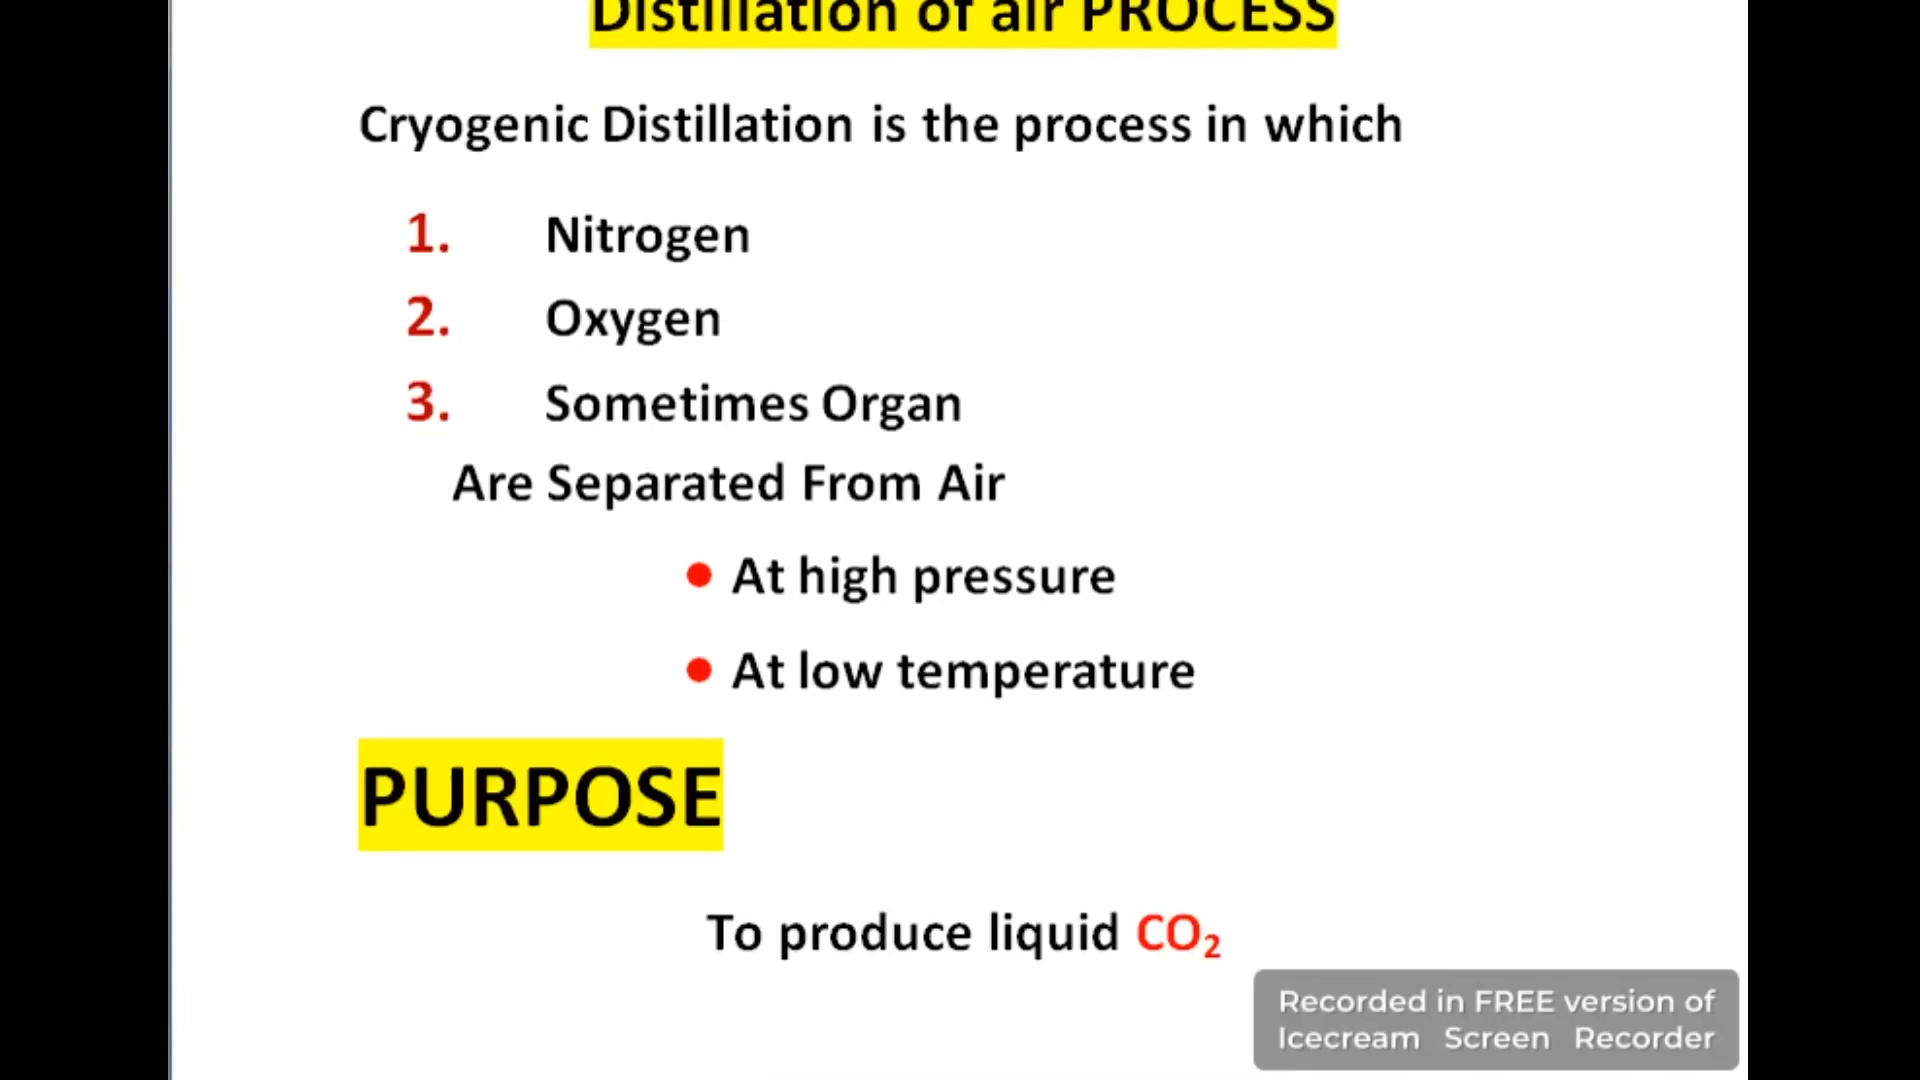 Distillation of air PROCESS
Cryogenic Distillation is the process in which
1. Nitrogen
2. Oxygen
3. Sometimes Organ
Are Separated From Air
• At high pressure
• At low temperature
PURPOSE
To produce liquid CO₂
Recorded in FREE version of
Icecream Screen Recorder